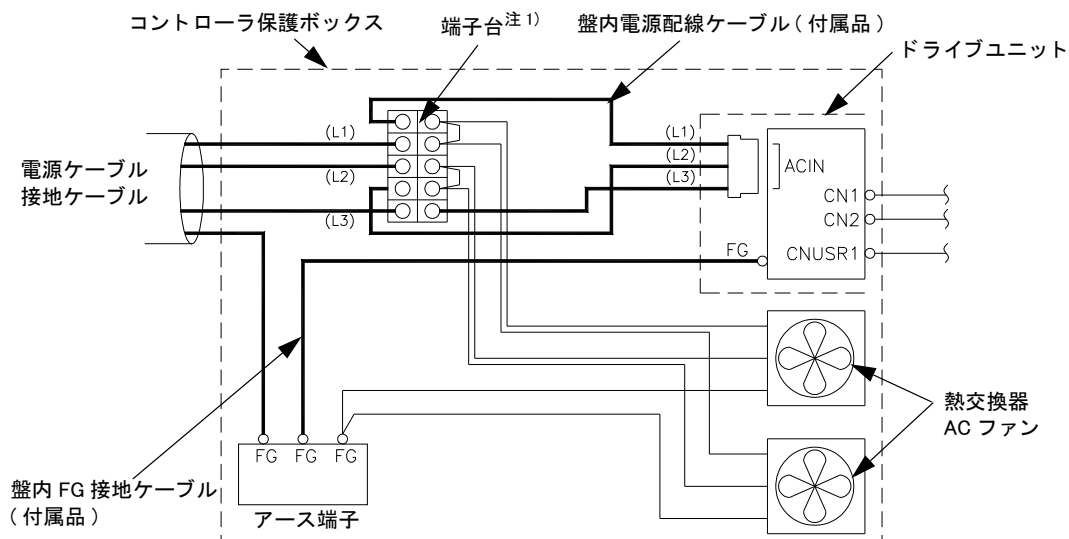 コントローラ保護ボックス
端子台注1)
盤内電源配線ケーブル(付属品)
ドライブユニット
(L1)
(L2)
(L3)
電源ケーブル
接地ケーブル
(L1)
(L2)
(L3)
ACIN
CN1
CN2
CNUSR1
FG
熱交換器
AC ファン
FG
FG
FG
アース端子
盤内 FG 接地ケーブル
(付属品)